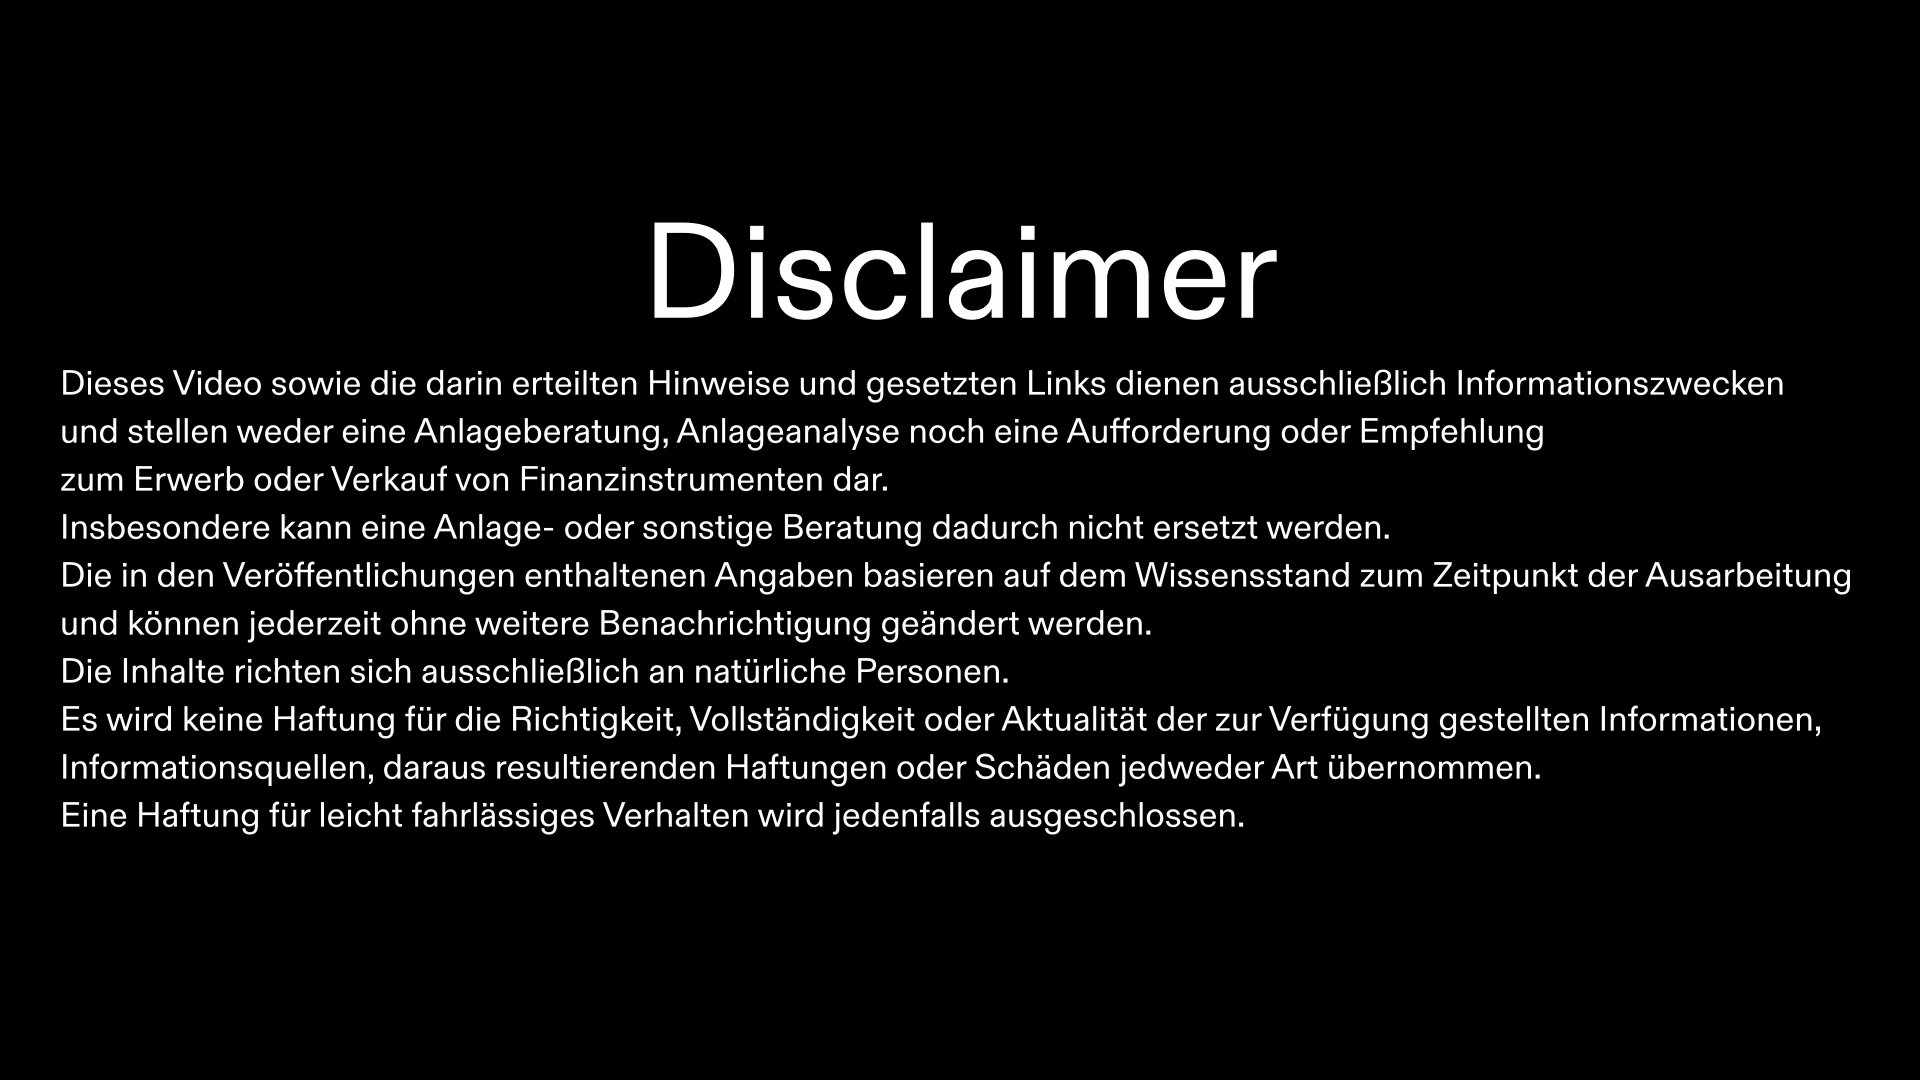 Disclaimer
Dieses Video sowie die darin erteilten Hinweise und gesetzten Links dienen ausschließlich Informationszwecken
und stellen weder eine Anlageberatung, Anlageanalyse noch eine Aufforderung oder Empfehlung
zum Erwerb oder Verkauf von Finanzinstrumenten dar.
Insbesondere kann eine Anlage- oder sonstige Beratung dadurch nicht ersetzt werden.
Die in den Veröffentlichungen enthaltenen Angaben basieren auf dem Wissensstand zum Zeitpunkt der Ausarbeitung
und können jederzeit ohne weitere Benachrichtigung geändert werden.
Die Inhalte richten sich ausschließlich an natürliche Personen.
Es wird keine Haftung für die Richtigkeit, Vollständigkeit oder Aktualität der zur Verfügung gestellten Informationen,
Informationsquellen, daraus resultierenden Haftungen oder Schäden jedweder Art übernommen.
Eine Haftung für leicht fahrlässiges Verhalten wird jedenfalls ausgeschlossen.